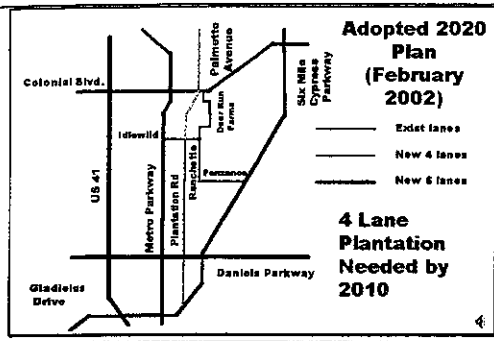 Adopted 2020
Plan
(February
2002)
Exist lanes
New 4 lanes
New 6 lanes
4 Lane
Plantation
Needed by
2010
Palmetto
Avenue
Colonial Blvd.
Six Mile
Cypress
Parkway
Deer Run
Farms
Idlewild
US 41
Metro Parkway
Plantation Rd
Ranchette
Penzance
Daniels Parkway
Gladiolus
Drive